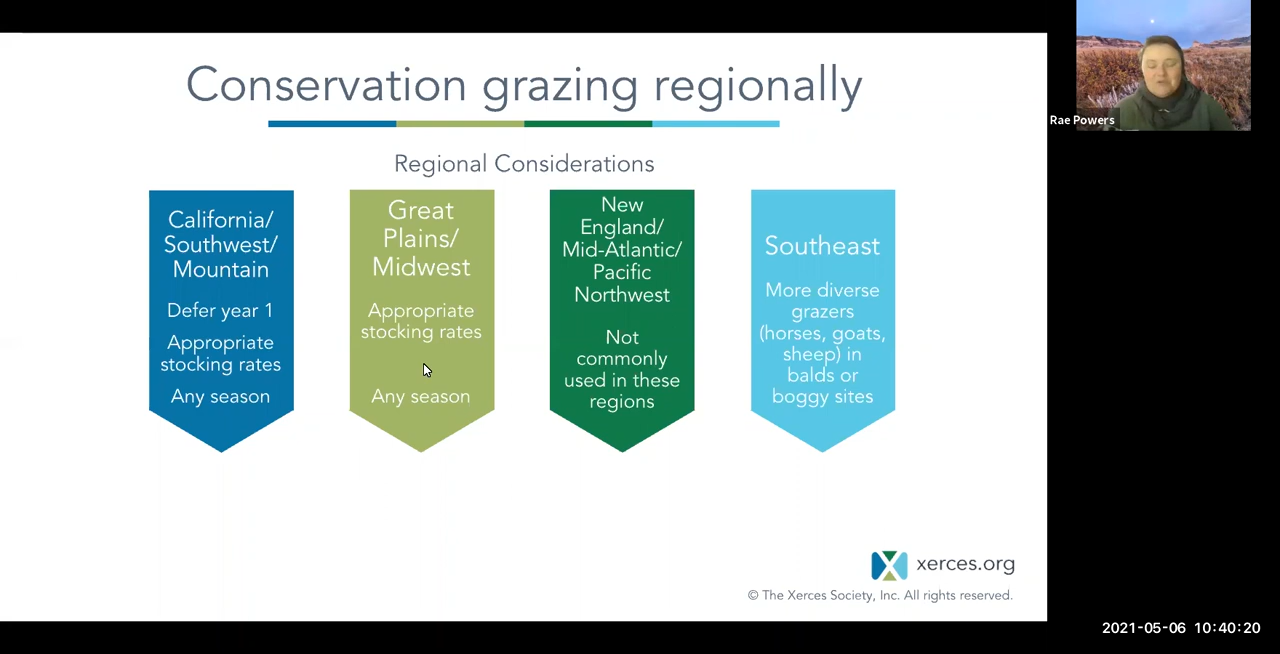 Conservation grazing regionally
Regional Considerations
California/
Southwest/
Mountain
Defer year 1
Appropriate
stocking rates
Any season
Great
Plains/
Midwest
Appropriate
stocking rates
Any season
New
England/
Mid-Atlantic/
Pacific
Northwest
Not
commonly
used in these
regions
Southeast
More diverse
grazers
(horses, goats,
sheep) in
balds or
boggy sites
xerces.org
© The Xerces Society, Inc. All rights reserved.
Rae Powers
2021-05-06 10:40:20